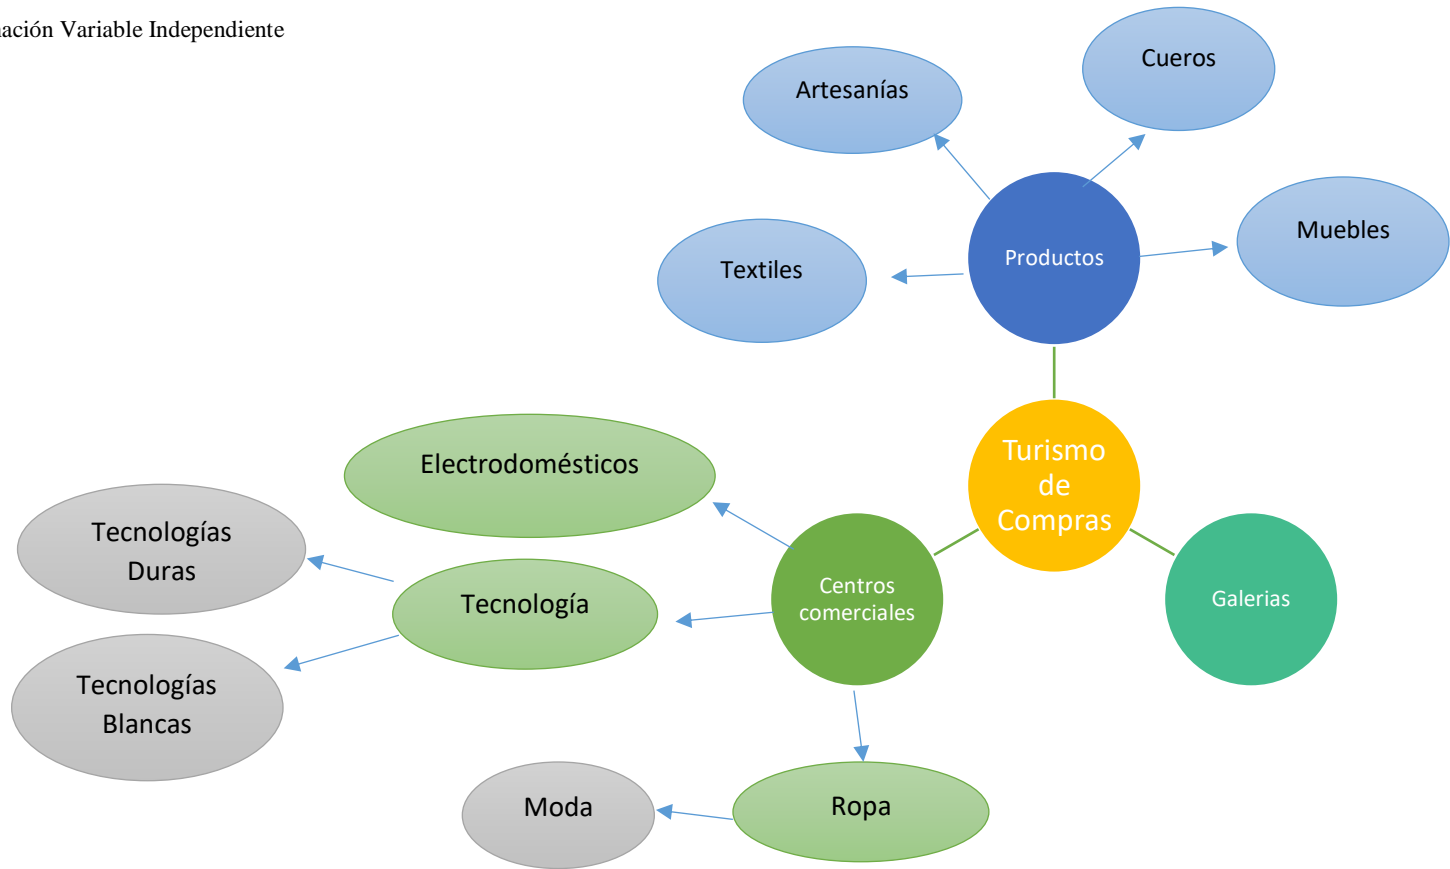 Variable Independiente
Cueros
Artesanías
Muebles
Productos
Textiles
Turismo
de
Compras
Electrodomésticos
Tecnologías
Duras
Centros
comerciales
Tecnología
Galerias
Tecnologías
Blancas
Moda
Ropa